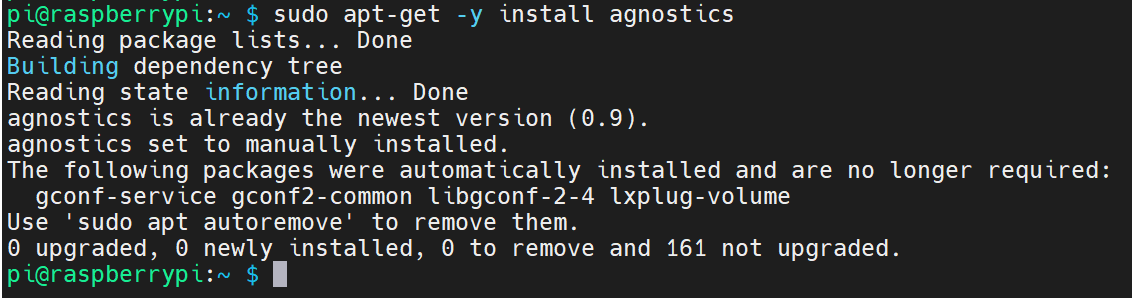 pi@raspberrypi:~ $ sudo apt-get -y install agnostics
Reading package lists... Done
Building dependency tree
Reading state information... Done
agnostics is already the newest version (0.9).
agnostics set to manually installed.
The following packages were automatically installed and are no longer required:
  gconf-service gconf2-common libgconf-2-4 lxplug-volume
Use 'sudo apt autoremove' to remove them.
0 upgraded, 0 newly installed, 0 to remove and 161 not upgraded.
pi@raspberrypi:~ $